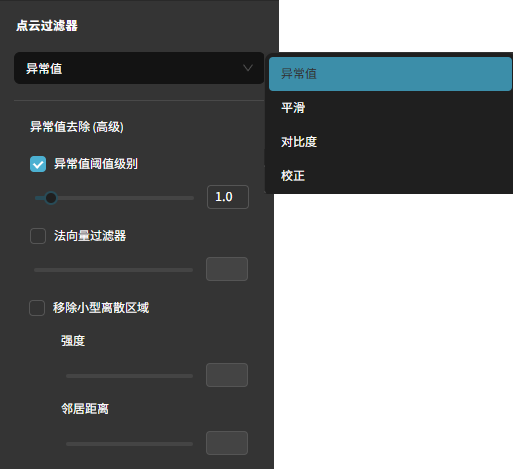 点云过滤器
异常值
异常值
平滑
对比度
校正
异常值去除 (高级)
异常值阈值级别
1.0
法向量过滤器
移除小型离散区域
强度
邻居距离